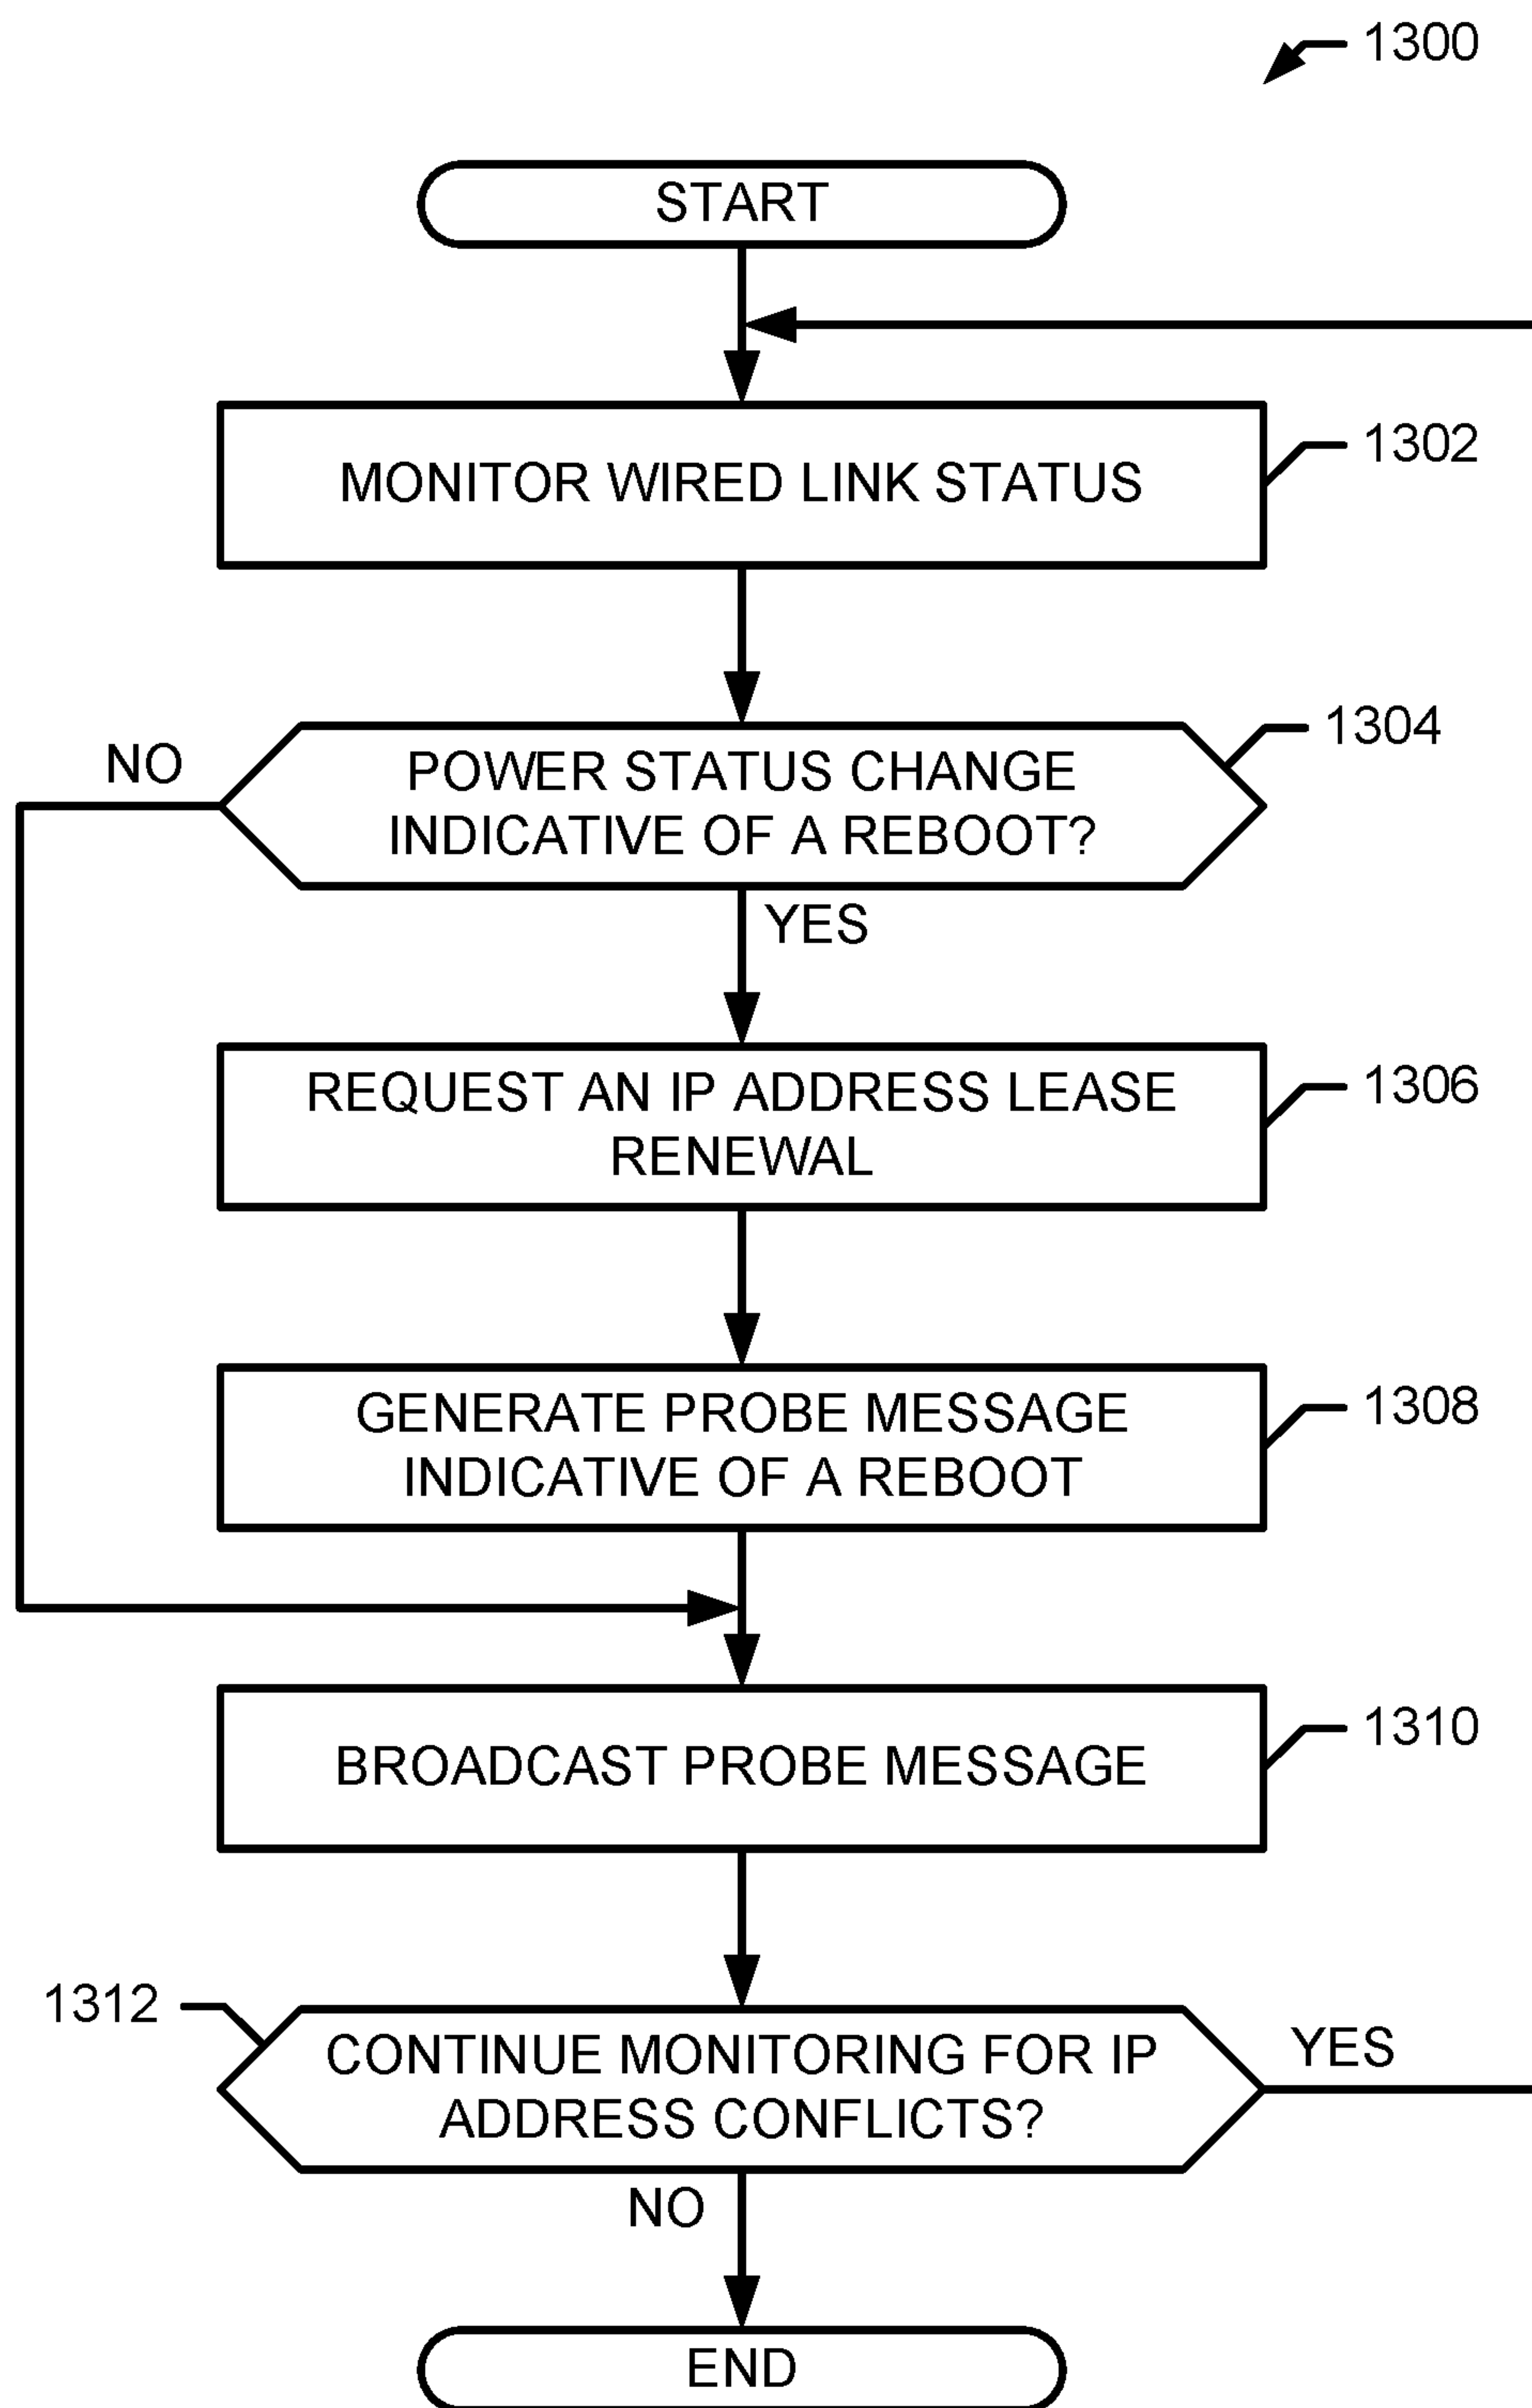 1300
START
MONITOR WIRED LINK STATUS
1302
1304
NO
POWER STATUS CHANGE
INDICATIVE OF A REBOOT?
YES
REQUEST AN IP ADDRESS LEASE
RENEWAL
1306
GENERATE PROBE MESSAGE
INDICATIVE OF A REBOOT
1308
BROADCAST PROBE MESSAGE
1310
1312
CONTINUE MONITORING FOR IP
ADDRESS CONFLICTS?
YES
NO
END